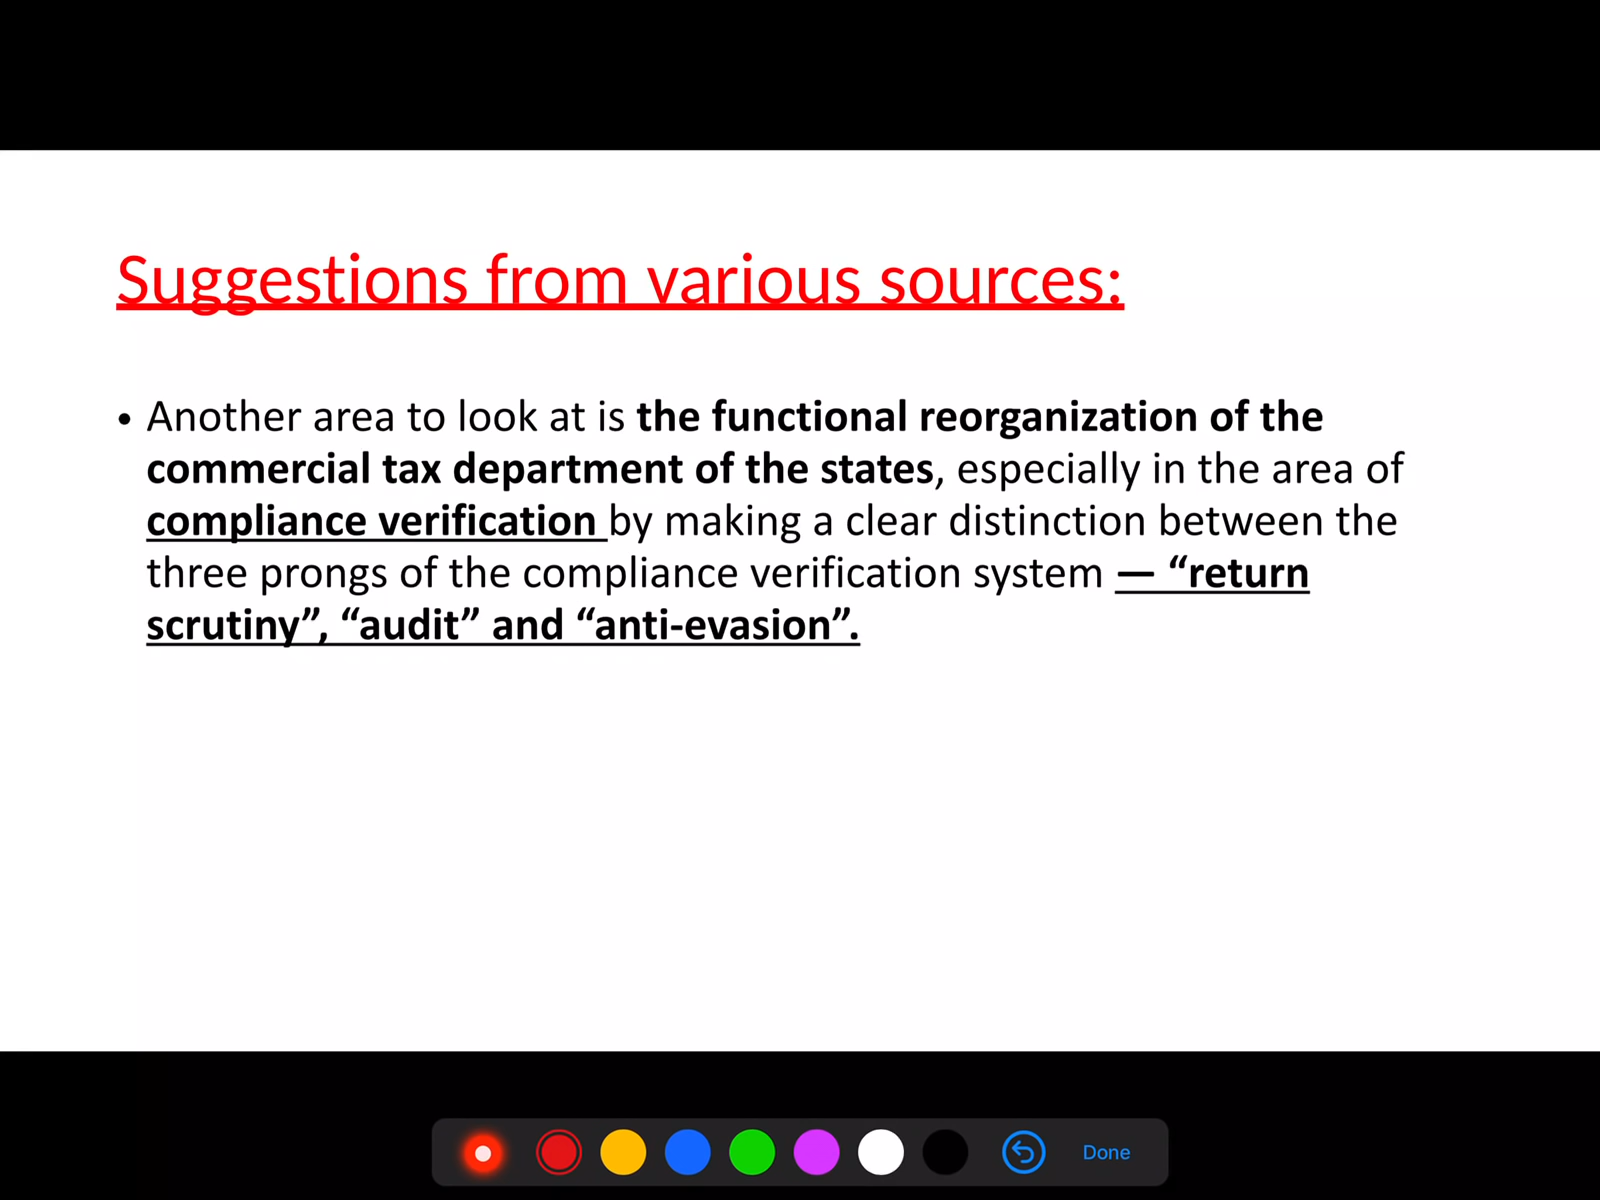 Suggestions from various sources:
• Another area to look at is the functional reorganization of the
commercial tax department of the states, especially in the area of
compliance verification by making a clear distinction between the
three prongs of the compliance verification system — “return
scrutiny”, “audit” and “anti-evasion”.
Done